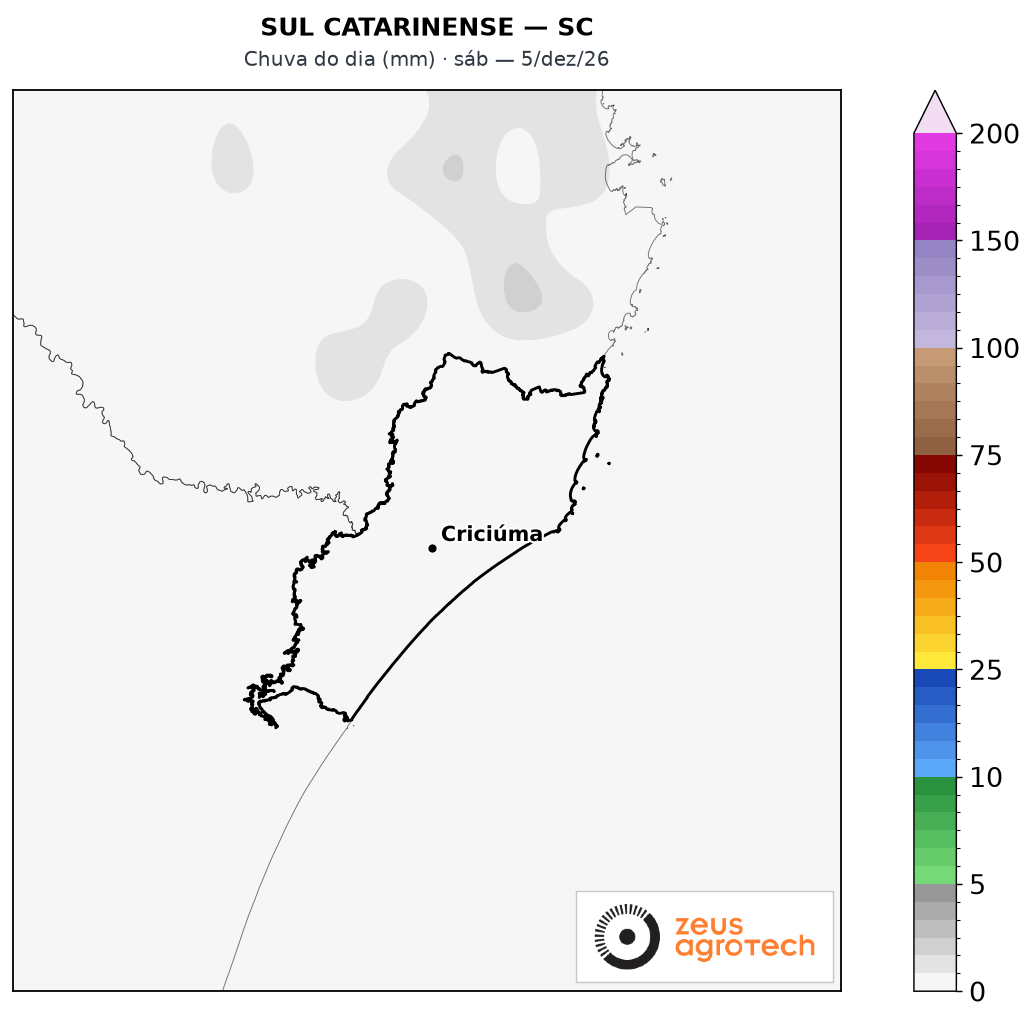 SUL CATARINENSE — SC
Chuva do dia (mm) · sáb — 5/dez/26
200
150
100
75
50
25
10
5
0
Criciúma
zeus
agrotech